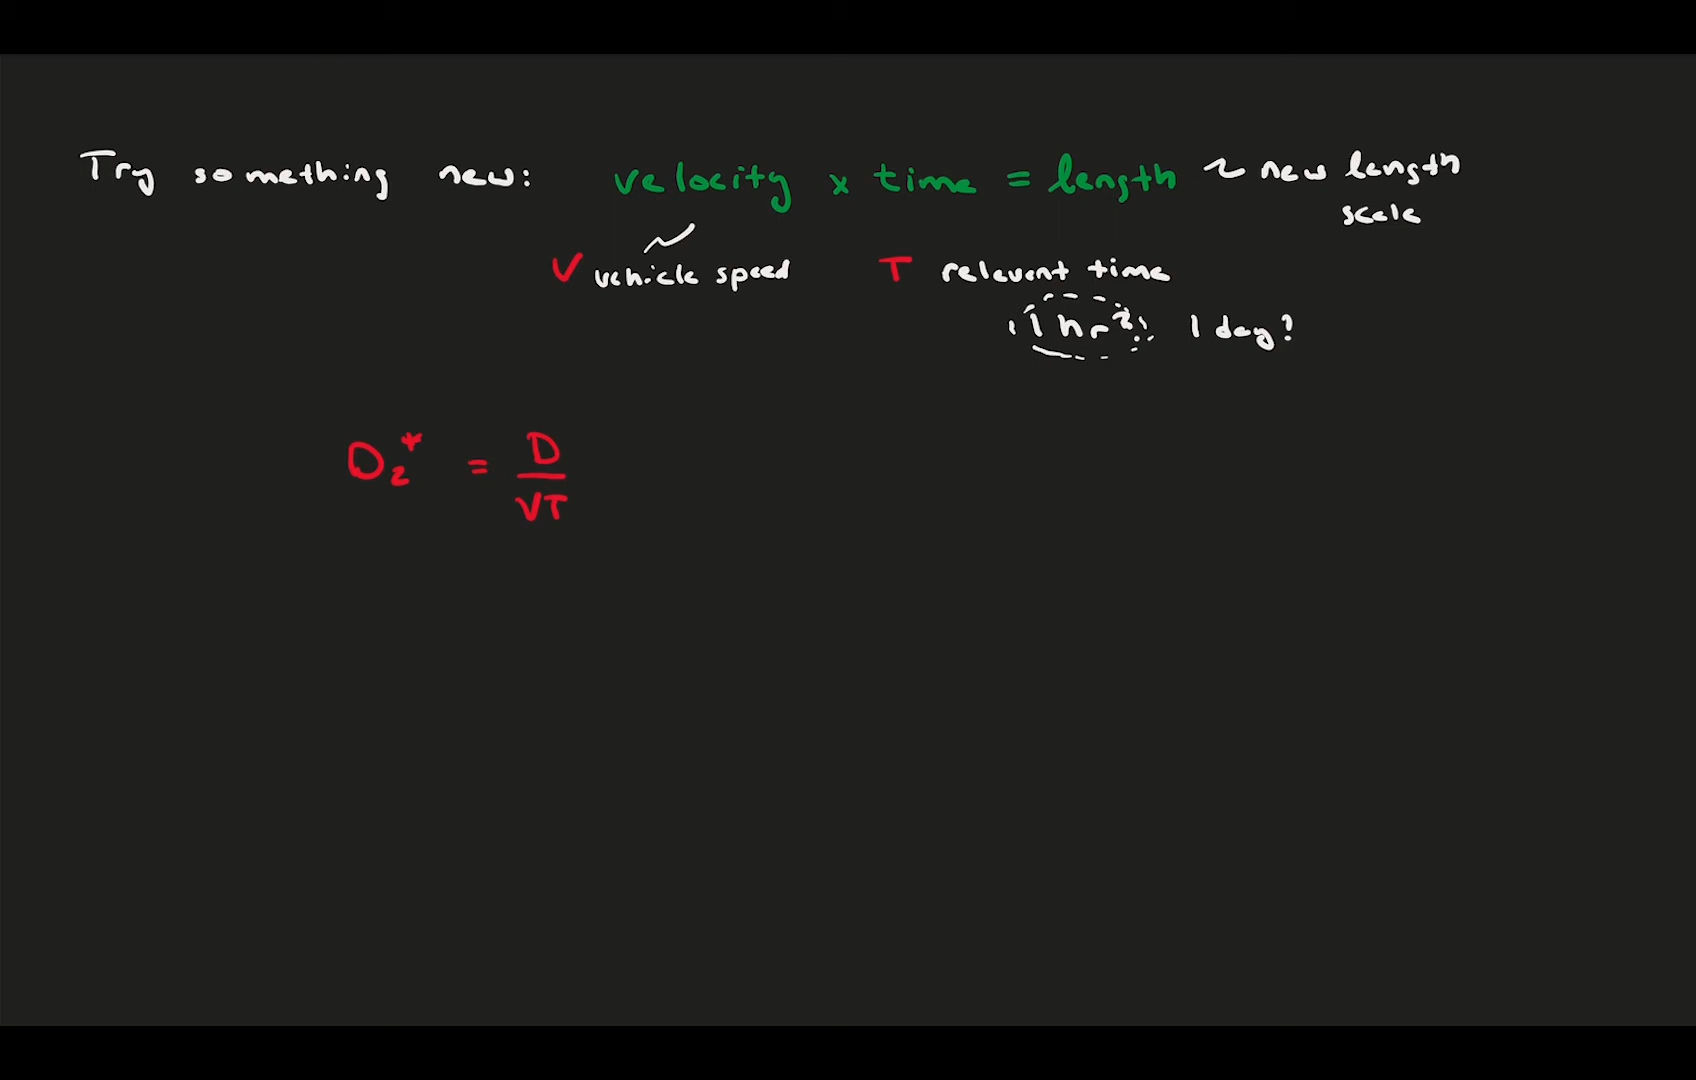 Try something new: velocity x time = length ~ new length
scale
V vehicle speed T relevant time
1 hr? 1 day?
D₂* = D/VT